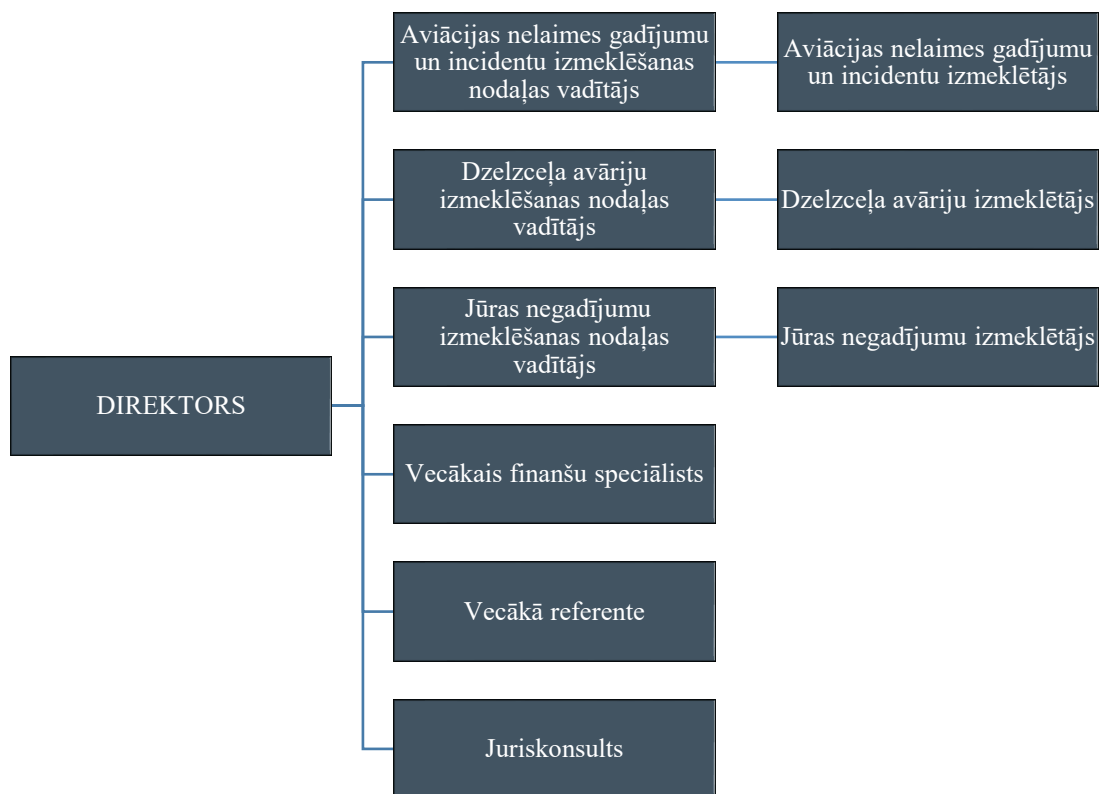 Aviācijas nelaimes gadījumu
un incidentu izmeklēšanas
nodaļas vadītājs
Aviācijas nelaimes gadījumu
un incidentu izmeklētājs
Dzelzceļa avāriju
izmeklēšanas nodaļas
vadītājs
Dzelzceļa avāriju izmeklētājs
Jūras negadījumu
izmeklēšanas nodaļas
vadītājs
Jūras negadījumu izmeklētājs
DIREKTORS
Vecākais finanšu speciālists
Vecākā referente
Juriskonsults